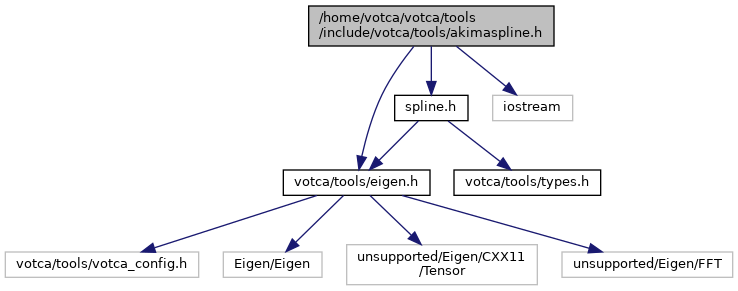 /home/votca/votca/tools
/include/votca/tools/akimaspline.h
spline.h
iostream
votca/tools/eigen.h
votca/tools/types.h
votca/tools/votca_config.h
Eigen/Eigen
unsupported/Eigen/CXX11
/Tensor
unsupported/Eigen/FFT